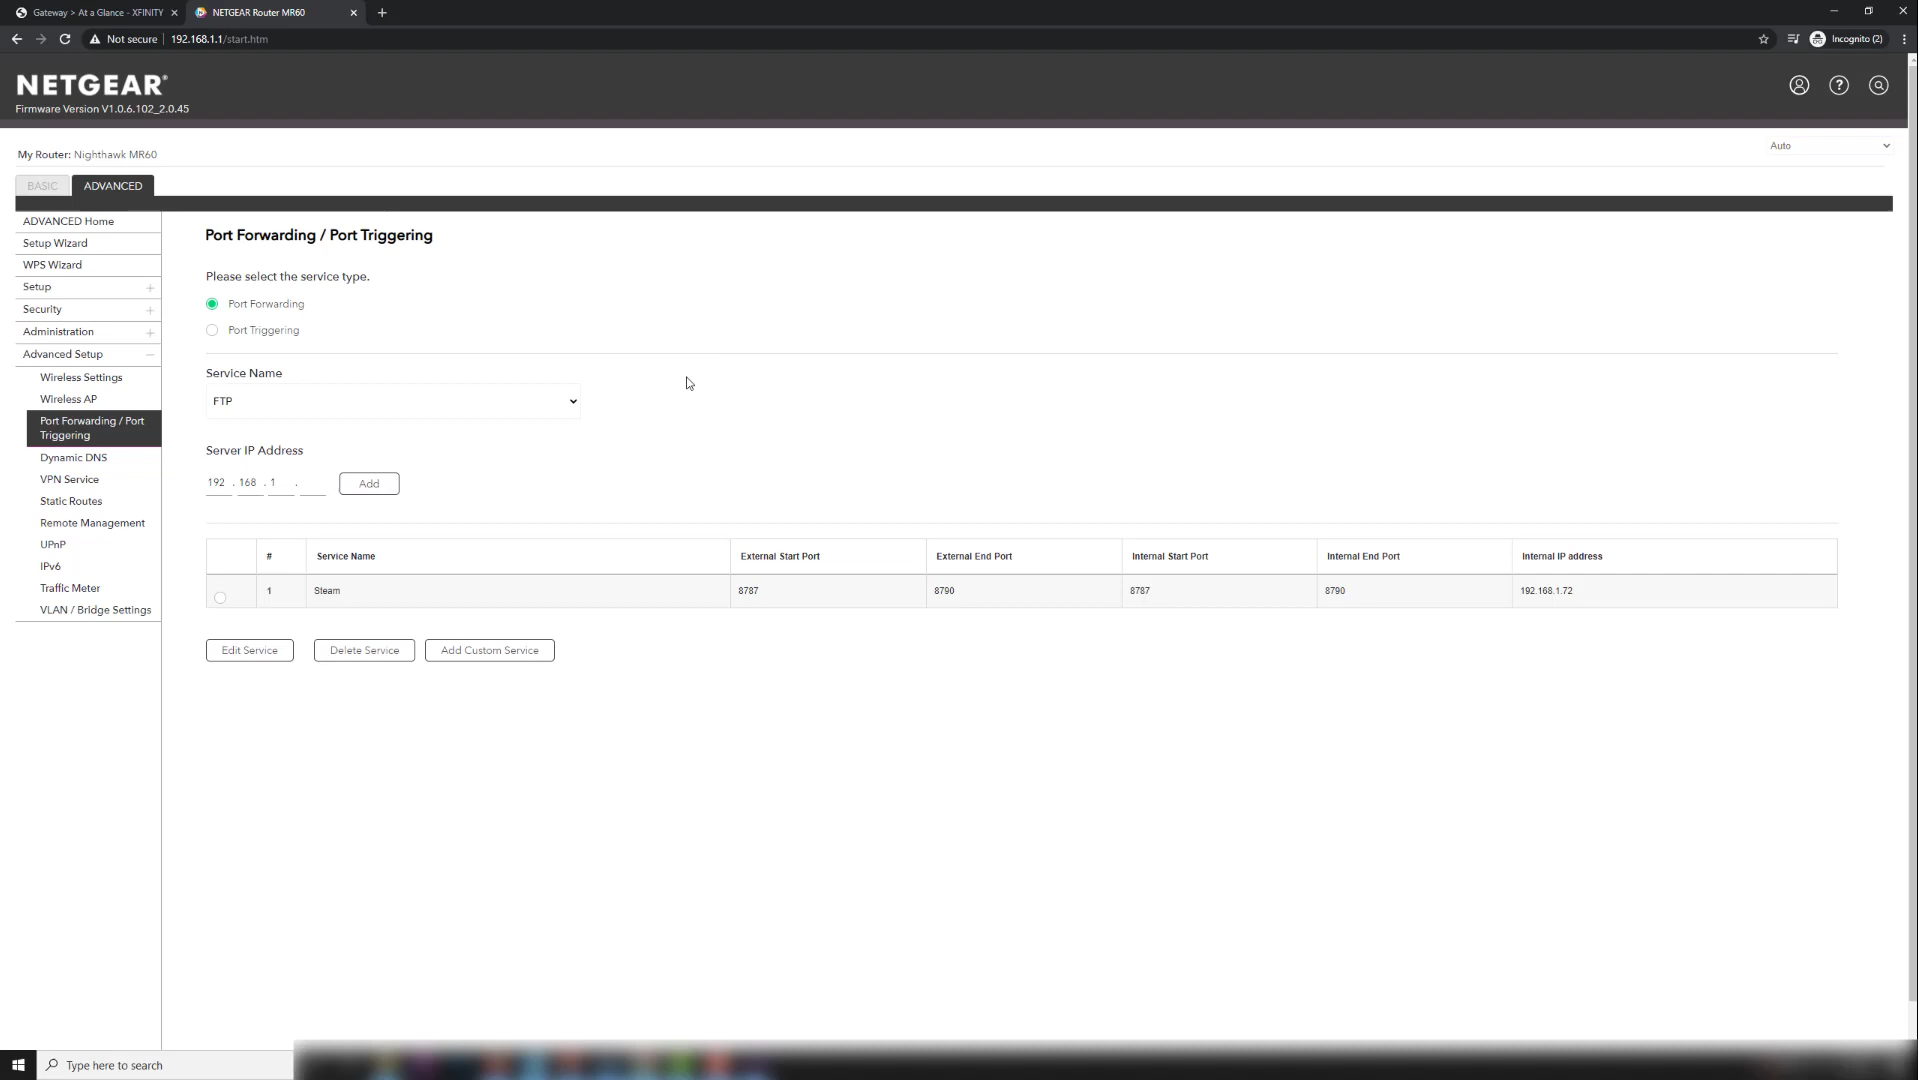 Gateway > At a Glance - XFINITY
NETGEAR Router MR60
Not secure
192.168.1.1/start.htm
Incognito (2)
NETGEAR®
Firmware Version V1.0.6.102_2.0.45
My Router: Nighthawk MR60
Auto
BASIC
ADVANCED
ADVANCED Home
Setup Wizard
WPS Wizard
Setup
Security
Administration
Advanced Setup
Wireless Settings
Wireless AP
Port Forwarding / Port
Triggering
Dynamic DNS
VPN Service
Static Routes
Remote Management
UPnP
IPv6
Traffic Meter
VLAN / Bridge Settings
Port Forwarding / Port Triggering
Please select the service type.
Port Forwarding
Port Triggering
Service Name
FTP
Server IP Address
192 . 168 . 1 .
Add
# Service Name External Start Port External End Port Internal Start Port Internal End Port Internal IP address
1 Steam 8787 8790 8787 8790 192.168.1.72
Edit Service
Delete Service
Add Custom Service
Type here to search